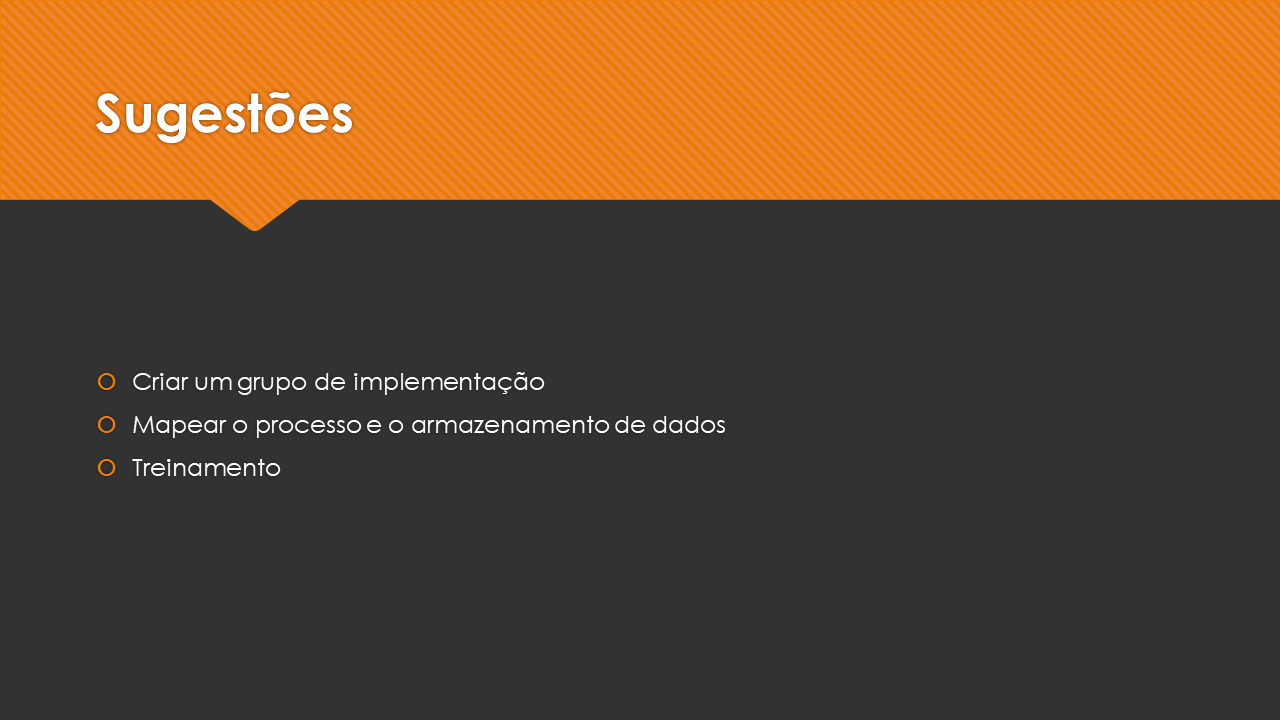 Sugestões
Criar um grupo de implementação
Mapear o processo e o armazenamento de dados
Treinamento